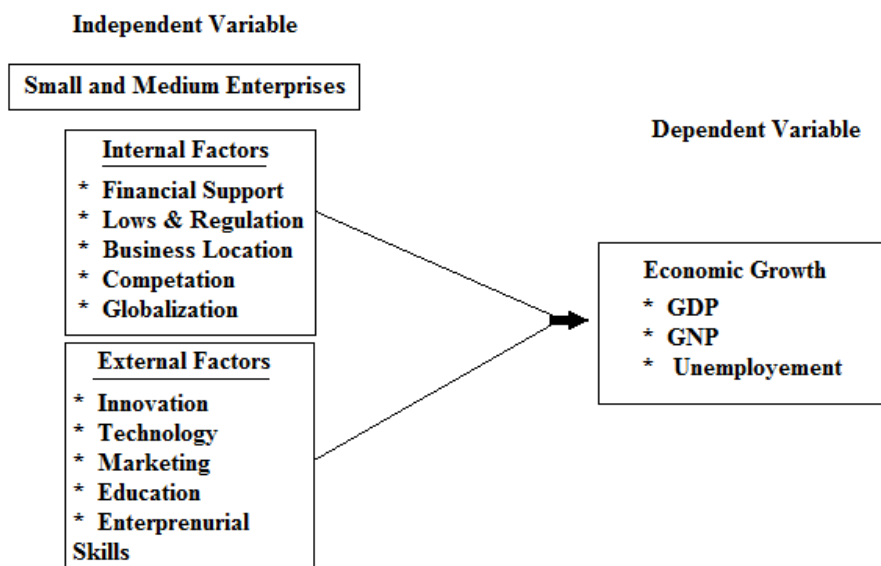 Independent Variable
Small and Medium Enterprises
Internal Factors
* Financial Support
* Lows & Regulation
* Business Location
* Competation
* Globalization
External Factors
* Innovation
* Technology
* Marketing
* Education
* Enterprenurial
Skills
Dependent Variable
Economic Growth
* GDP
* GNP
* Unemployement